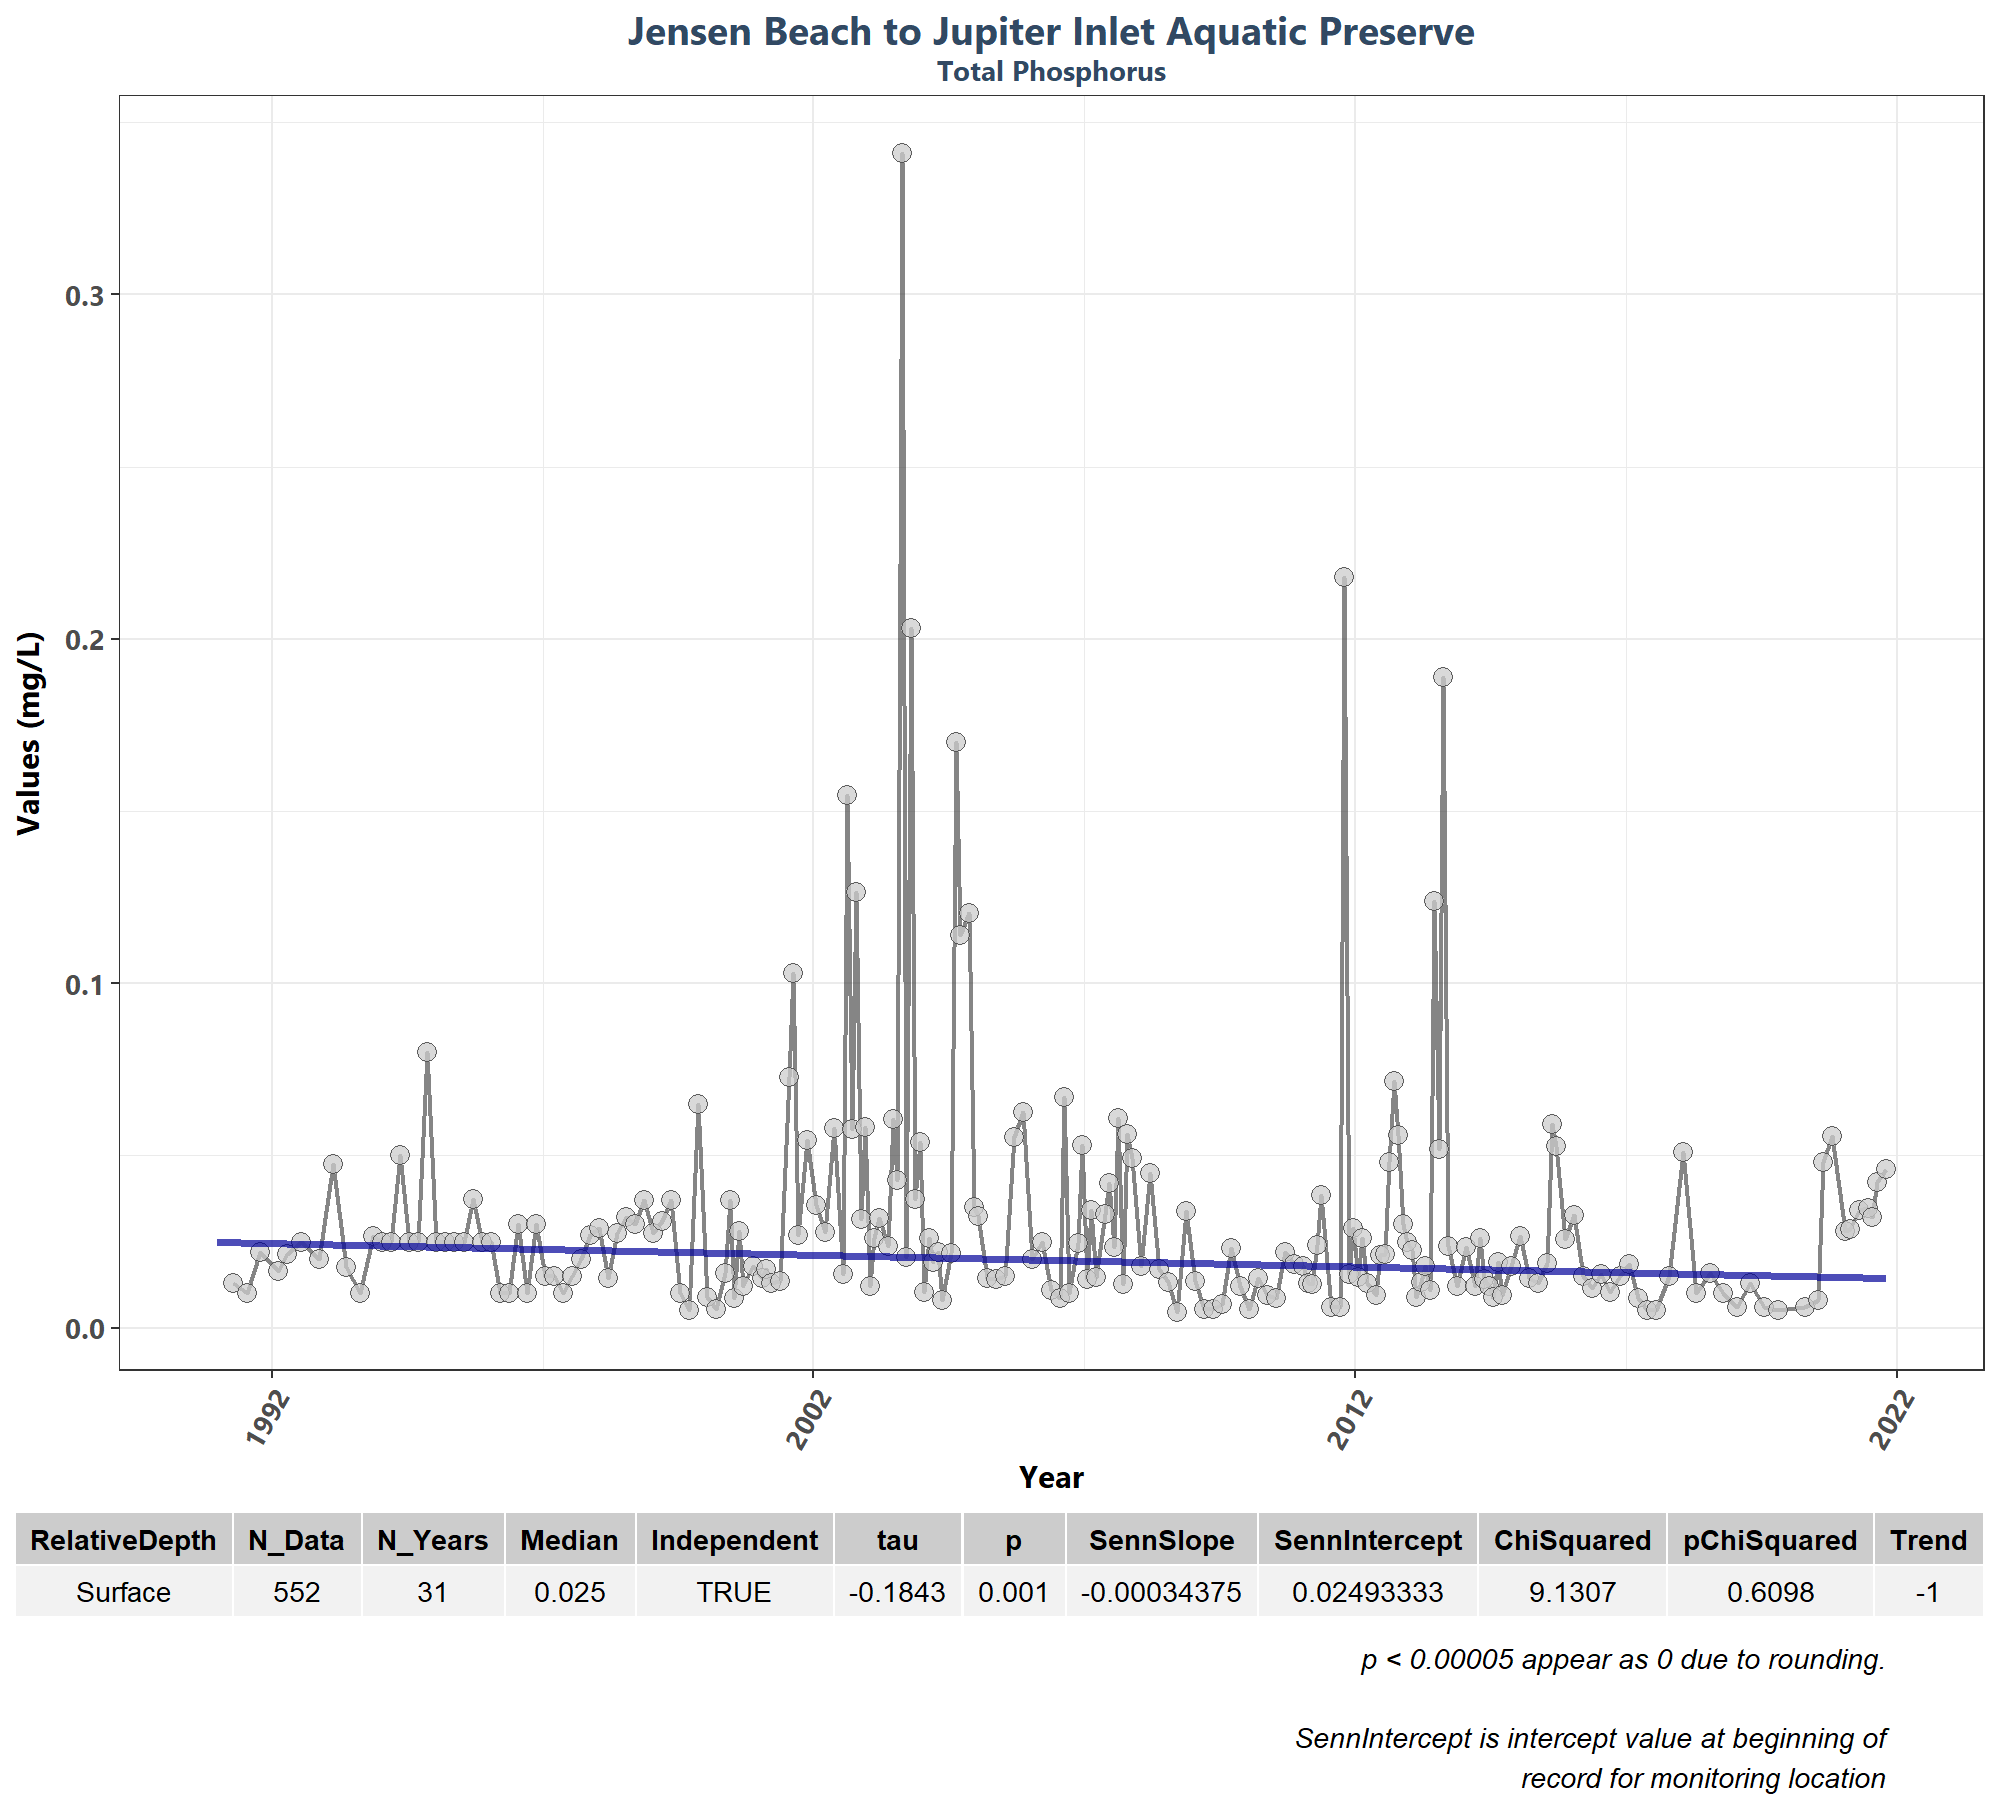 Jensen Beach to Jupiter Inlet Aquatic Preserve
Total Phosphorus
Values (mg/L)
0.3
0.2
0.1
0.0
1992 2002 2012 2022
Year
RelativeDepth N_Data N_Years Median Independent tau p SennSlope SennIntercept ChiSquared pChiSquared Trend
Surface 552 31 0.025 TRUE -0.1843 0.001 -0.00034375 0.02493333 9.1307 0.6098 -1
p < 0.00005 appear as 0 due to rounding.
SennIntercept is intercept value at beginning of
record for monitoring location